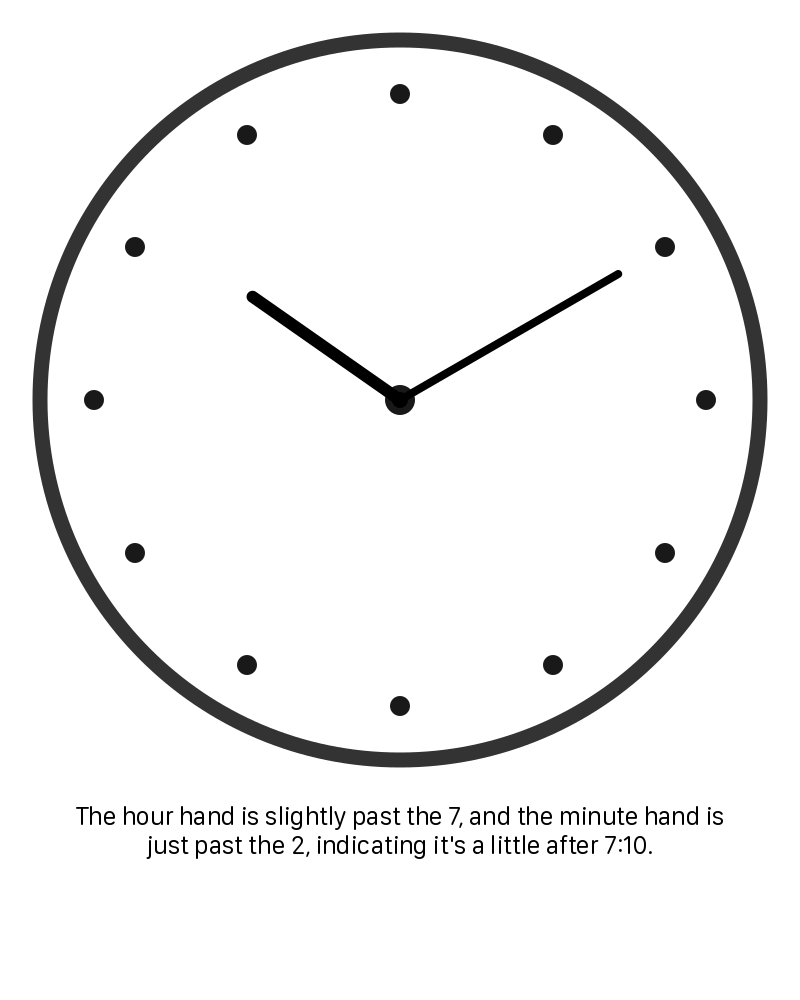 The hour hand is slightly past the 7, and the minute hand is
just past the 2, indicating it's a little after 7:10.